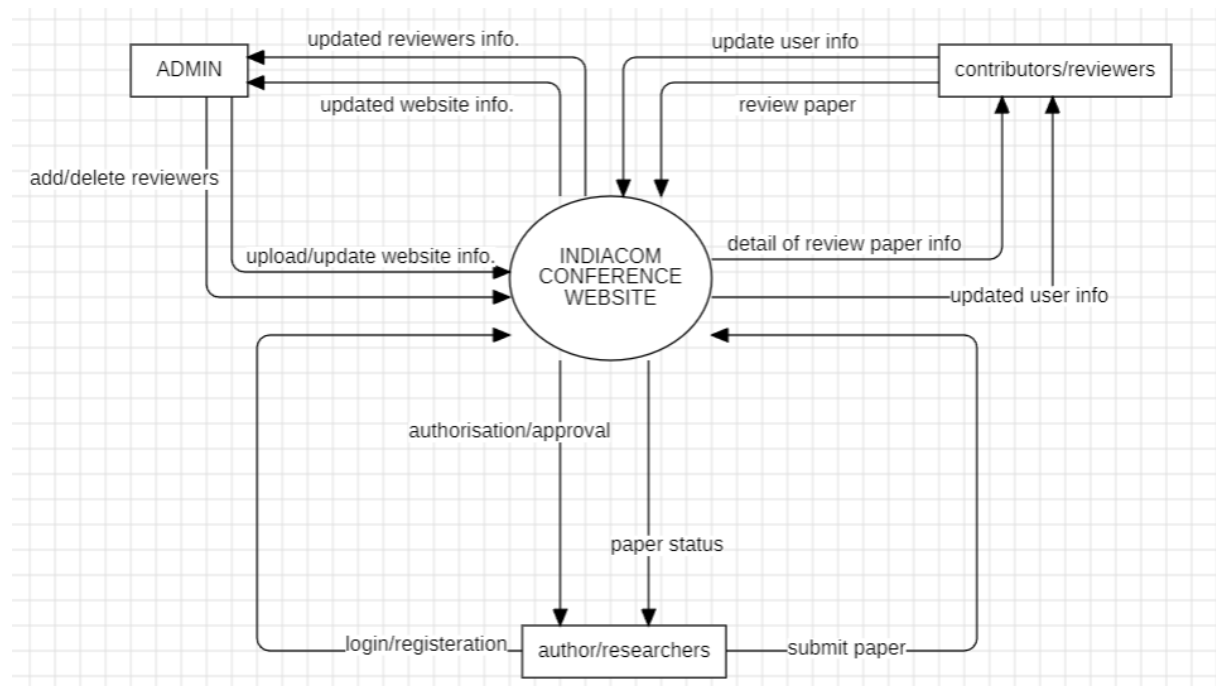 updated reviewers info.
update user info
ADMIN
contributors/reviewers
updated website info.
review paper
add/delete reviewers
detail of review paper info
upload/update website info.
INDIACOM
CONFERENCE
WEBSITE
updated user info
authorisation/approval
paper status
login/registeration
author/researchers
submit paper